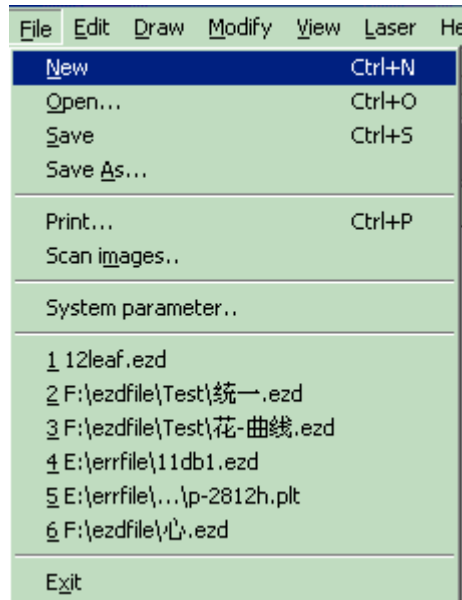 File Edit Draw Modify View Laser He
New Ctrl+N
Open... Ctrl+O
Save Ctrl+S
Save As...
Print... Ctrl+P
Scan images..
System parameter..
1 12leaf.ezd
2 F:\ezdfile\Test\统一.ezd
3 F:\ezdfile\Test\花-曲线.ezd
4 E:\errfile\11db1.ezd
5 E:\errfile\...\p-2812h.plt
6 F:\ezdfile\心.ezd
Exit